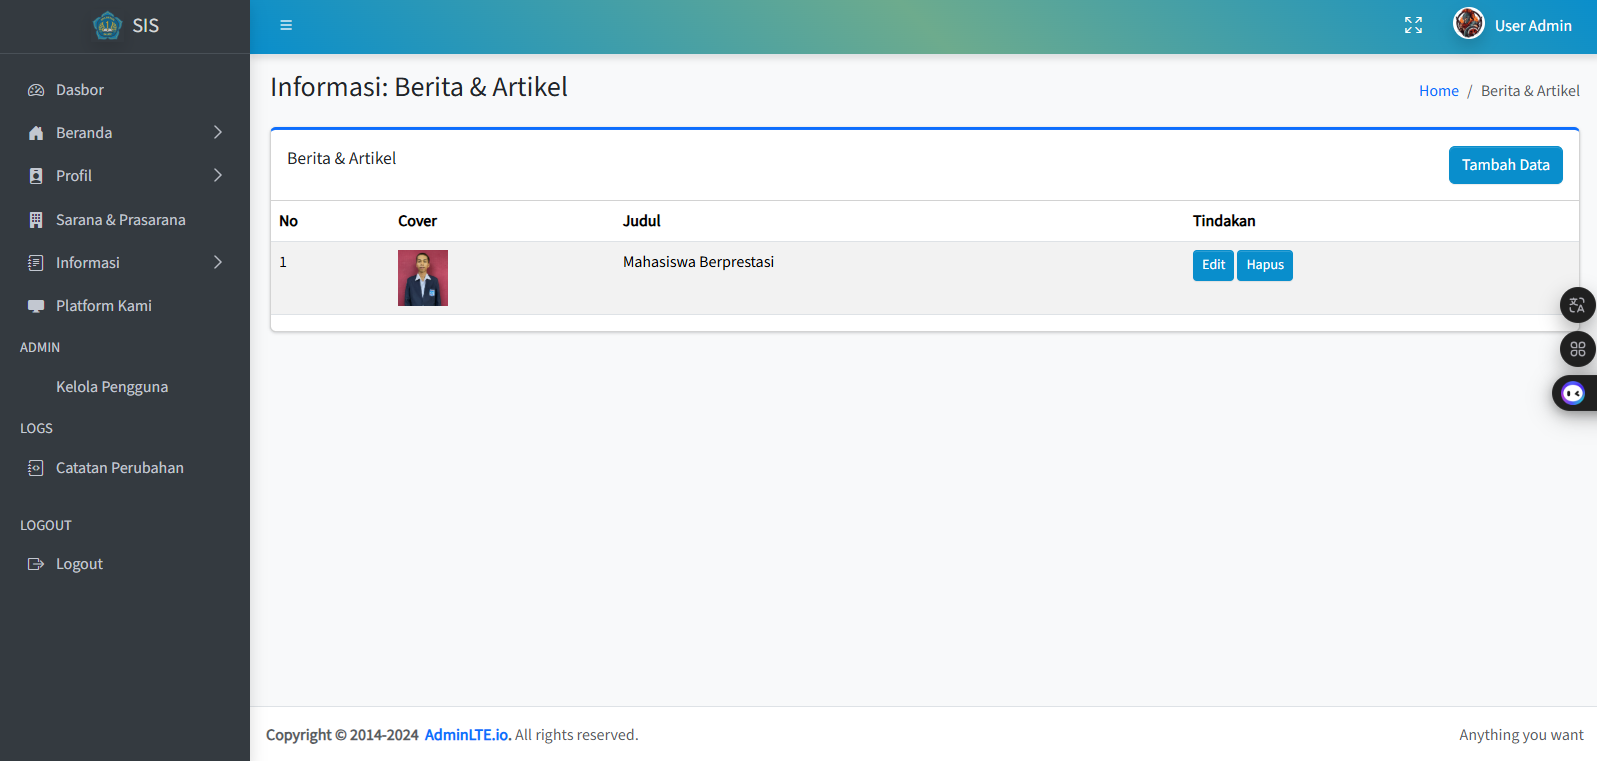 SIS
User Admin
Dasbor
Beranda
Profil
Sarana & Prasarana
Informasi
Platform Kami
ADMIN
Kelola Pengguna
LOGS
Catatan Perubahan
LOGOUT
Logout
Informasi: Berita & Artikel
Home / Berita & Artikel
Berita & Artikel
Tambah Data
No Cover Judul Tindakan
1 Mahasiswa Berprestasi Edit Hapus
Copyright © 2014-2024 AdminLTE.io. All rights reserved.
Anything you want